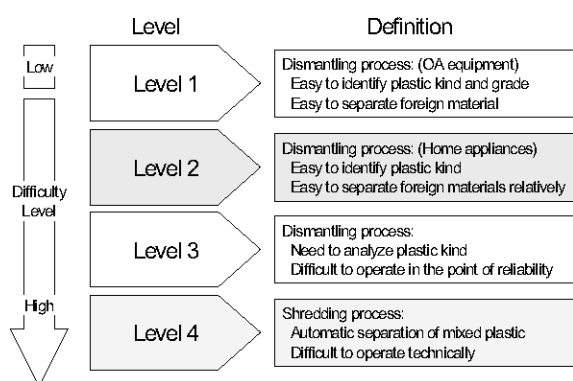 Level
Definition
Low
Level 1
Dismantling process: (OA equipment)
Easy to identify plastic kind and grade
Easy to separate foreign material
Level 2
Dismantling process: (Home appliances)
Easy to identify plastic kind
Easy to separate foreign materials relatively
Difficulty
Level
Level 3
Dismantling process:
Need to analyze plastic kind
Difficult to operate in the point of reliability
High
Level 4
Shredding process:
Automatic separation of mixed plastic
Difficult to operate technically